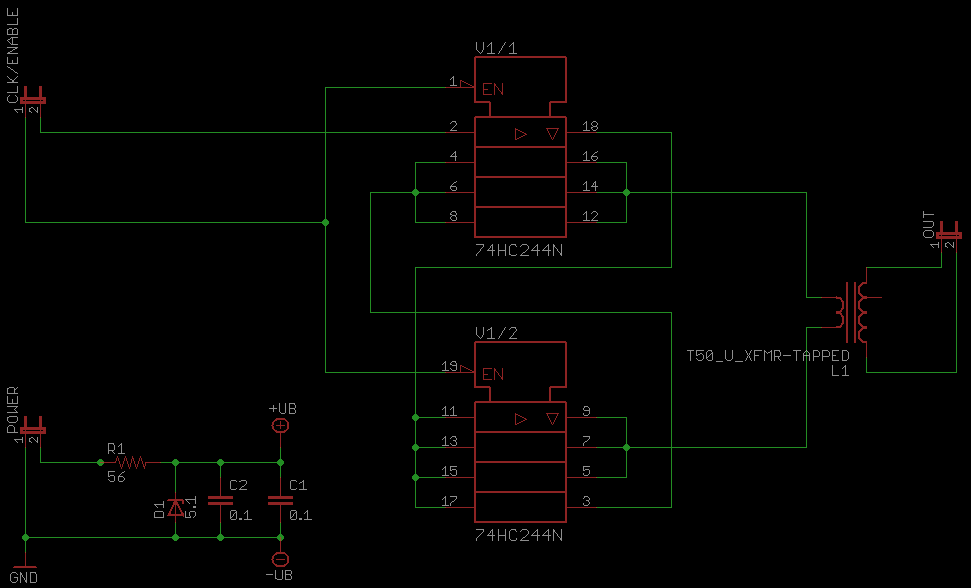 CLK/ENABLE
1
2
V1/1
1
EN
2
18
4
16
6
14
8
12
74HC244N
OUT
1
2
V1/2
19
EN
T50_U_XFMR-TAPPED
L1
11
9
13
7
15
5
17
3
74HC244N
POWER
1
2
R1
56
+UB
D1
5.1
C2
0.1
C1
0.1
-UB
GND